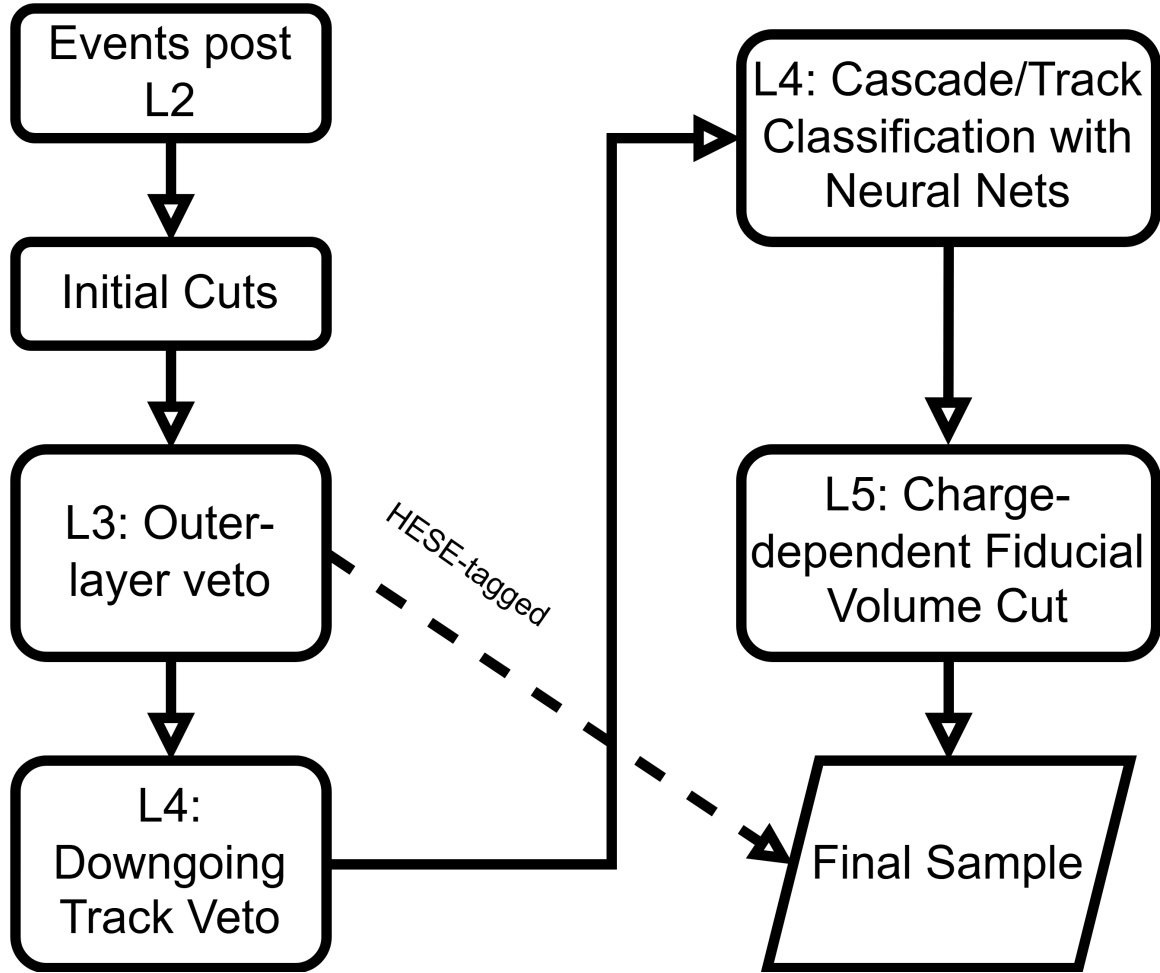 Events post
L2
Initial Cuts
L3: Outer-
layer veto
HESE-tagged
L4:
Downgoing
Track Veto
L4: Cascade/Track
Classification with
Neural Nets
L5: Charge-
dependent Fiducial
Volume Cut
Final Sample